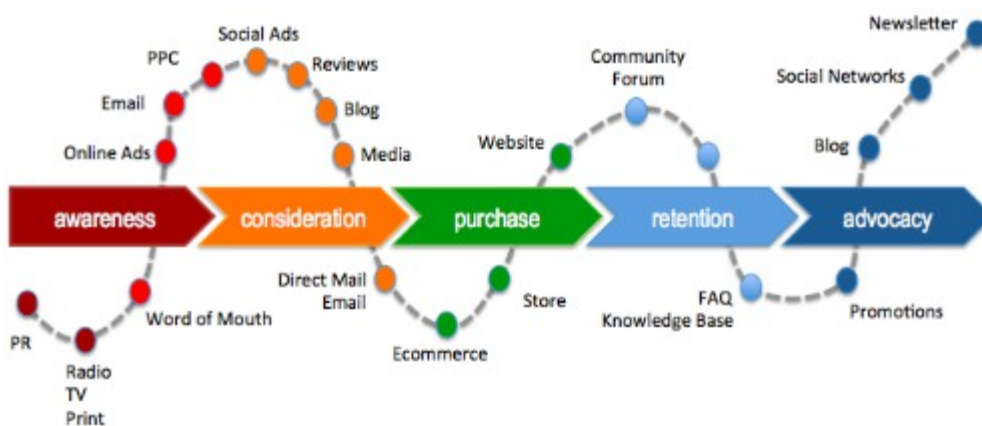 Newsletter
Social Ads
PPC
Reviews
Community
Forum
Social Networks
Email
Blog
Website
Online Ads
Media
Blog
awareness
consideration
purchase
retention
advocacy
Direct Mail
Email
Store
FAQ
Knowledge Base
Promotions
Word of Mouth
PR
Ecommerce
Radio
TV
Print